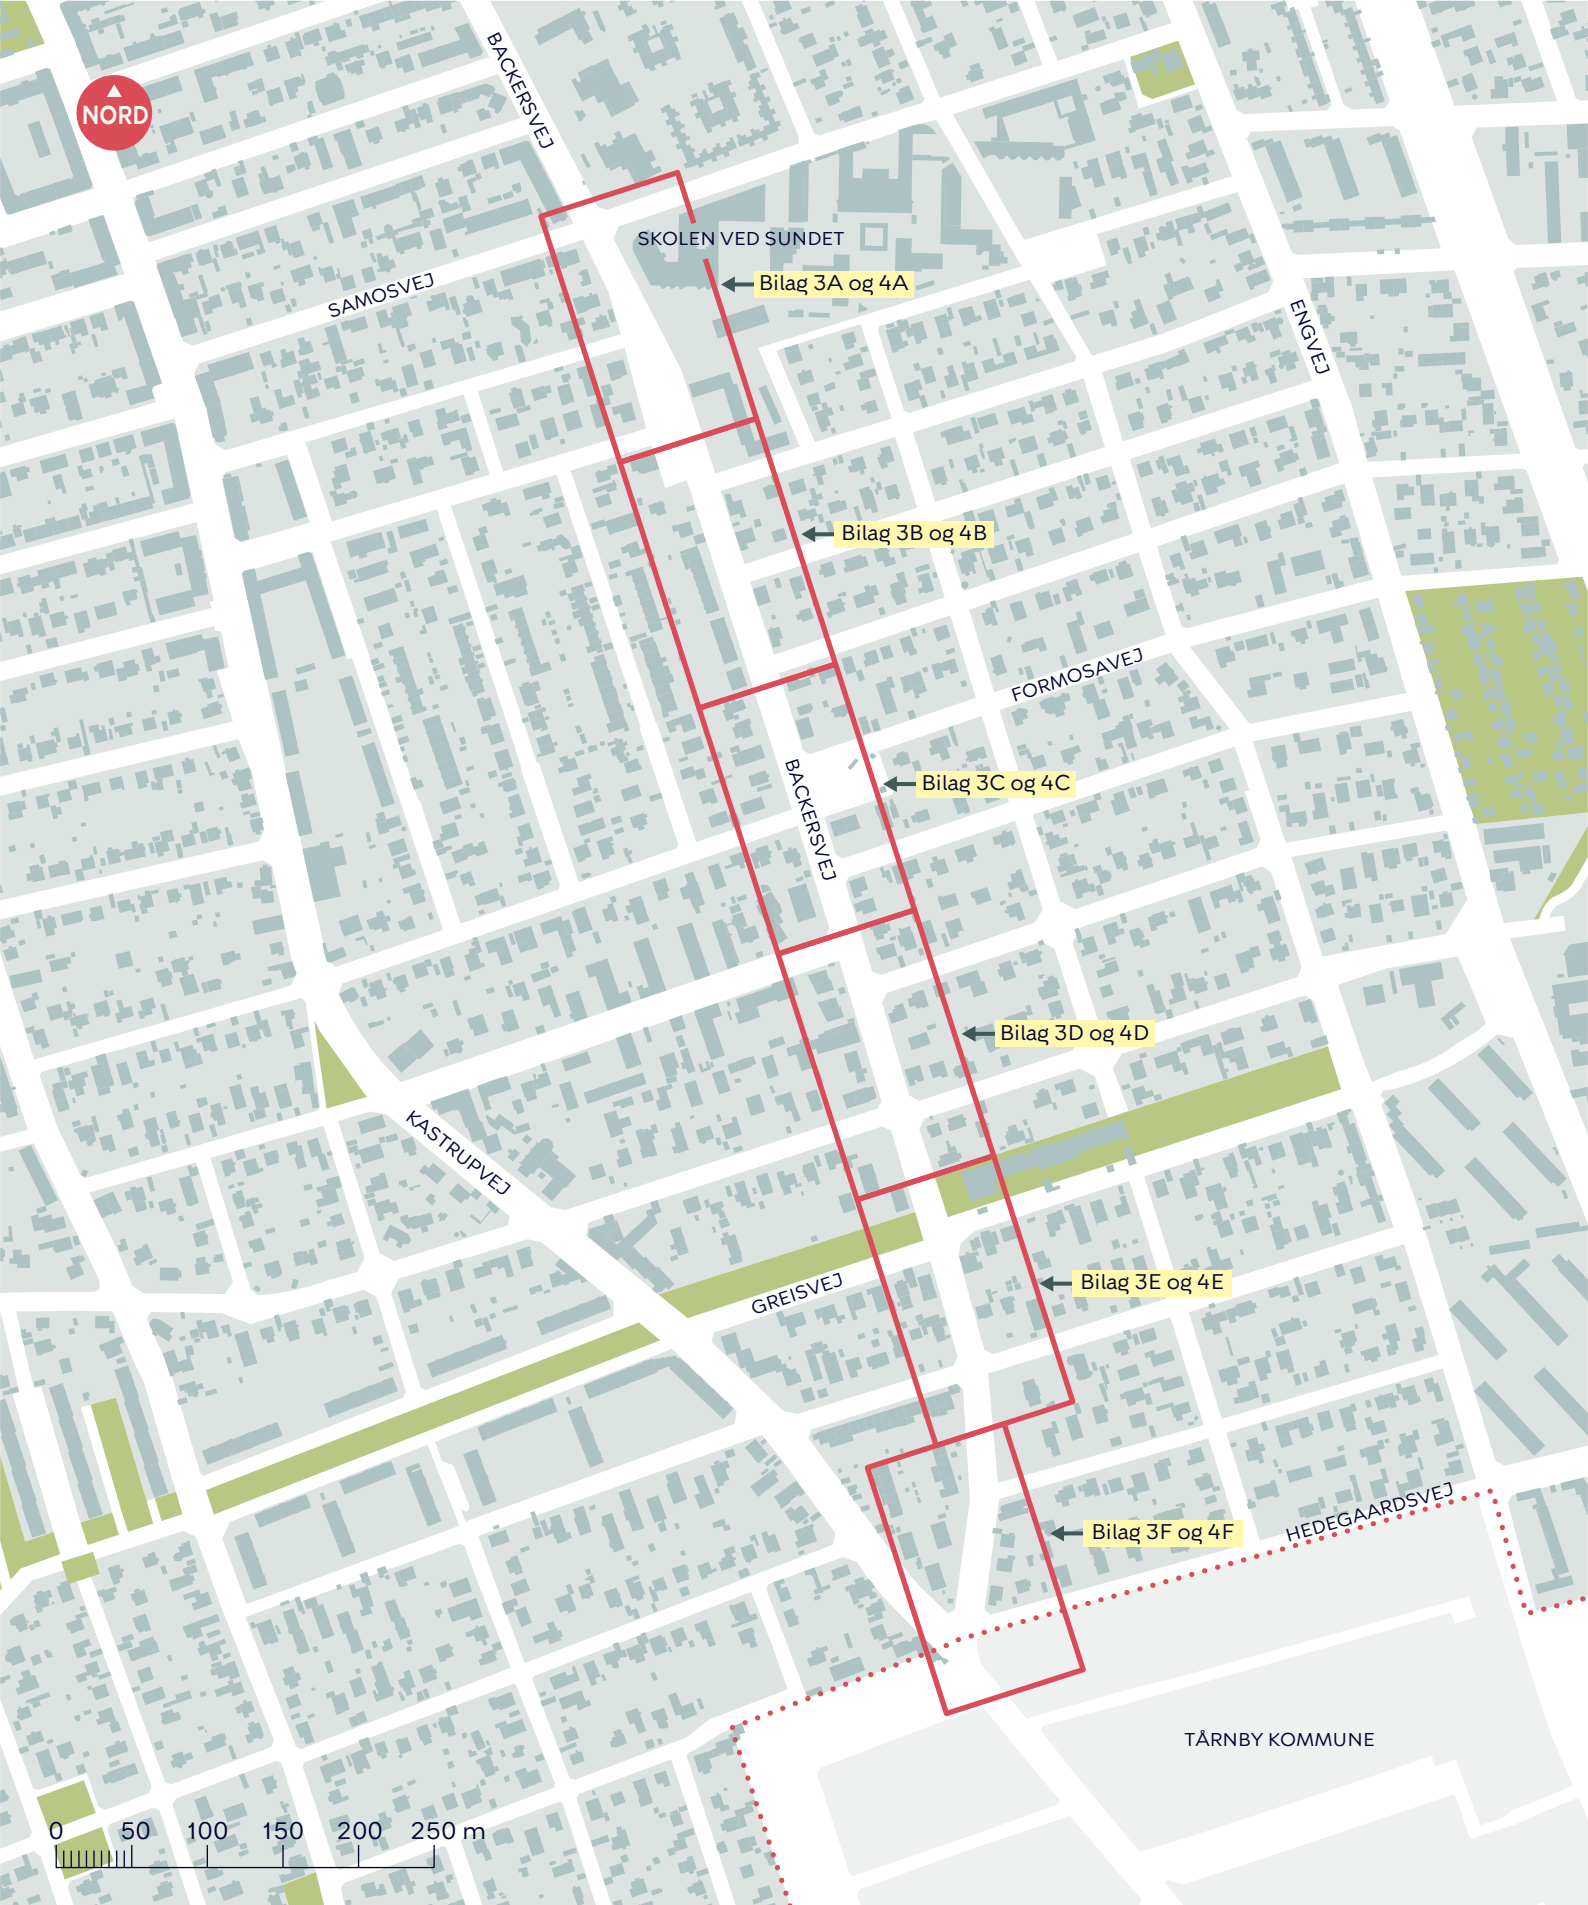 BACKERSVEJ
NORD
SKOLEN VED SUNDET
Bilag 3A og 4A
SAMOSVEJ
ENGVEJ
Bilag 3B og 4B
FORMOSAVEJ
BACKERSVEJ
Bilag 3C og 4C
Bilag 3D og 4D
KASTRUPVEJ
Bilag 3E og 4E
GREISVEJ
HEDEGAARDSVEJ
Bilag 3F og 4F
TÅRNBY KOMMUNE
0 50 100 150 200 250 m